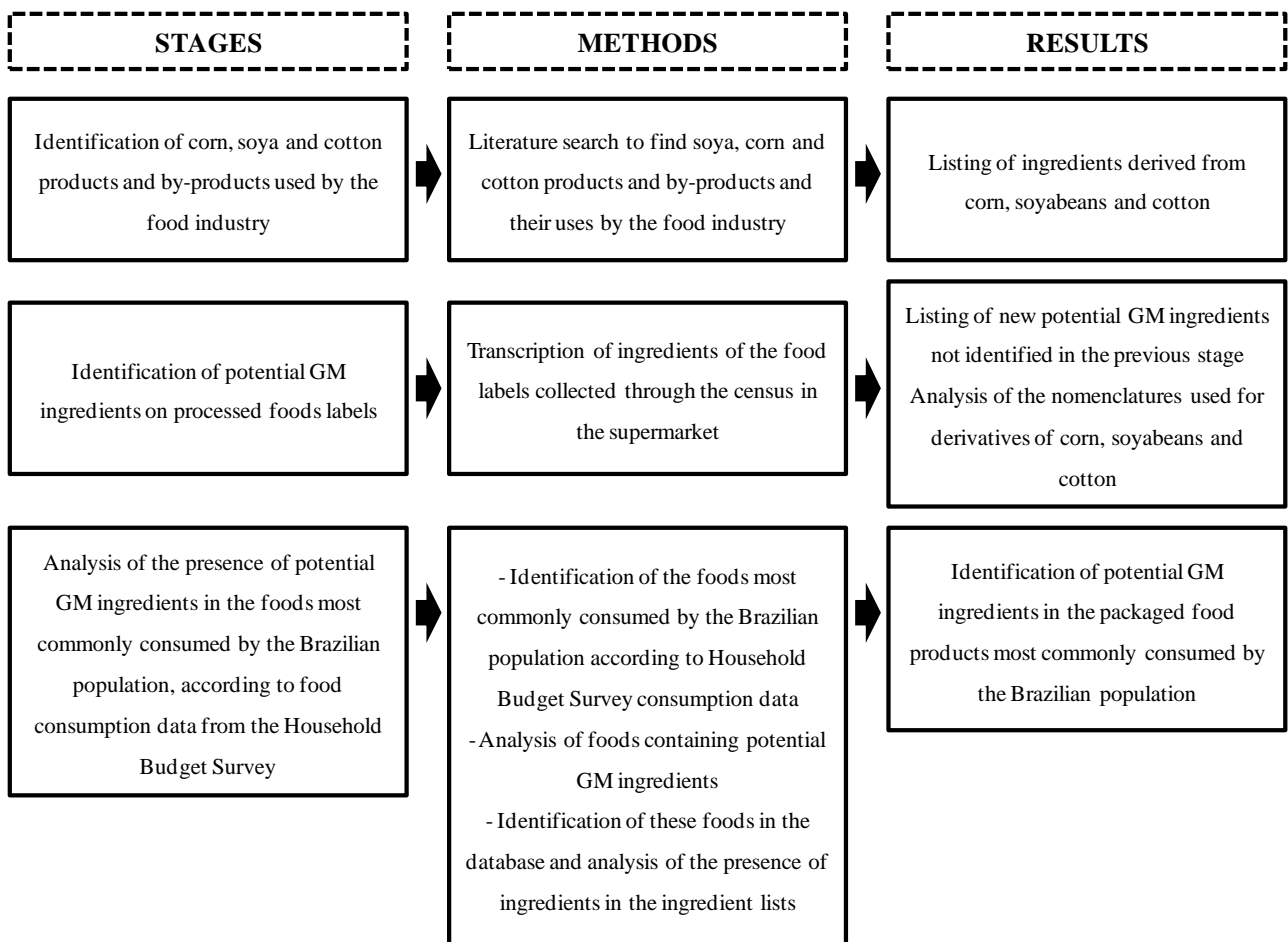 STAGES
METHODS
RESULTS
Identification of corn, soya and cotton
products and by-products used by the
food industry
Literature search to find soya, corn and
cotton products and by-products and
their uses by the food industry
Listing of ingredients derived from
corn, soyabeans and cotton
Identification of potential GM
ingredients on processed foods labels
Transcription of ingredients of the food
labels collected through the census in
the supermarket
Listing of new potential GM ingredients
not identified in the previous stage
Analysis of the nomenclatures used for
derivatives of corn, soyabeans and
cotton
Analysis of the presence of potential
GM ingredients in the foods most
commonly consumed by the Brazilian
population, according to food
consumption data from the Household
Budget Survey
- Identification of the foods most
commonly consumed by the Brazilian
population according to Household
Budget Survey consumption data
- Analysis of foods containing potential
GM ingredients
- Identification of these foods in the
database and analysis of the presence of
ingredients in the ingredient lists
Identification of potential GM
ingredients in the packaged food
products most commonly consumed by
the Brazilian population